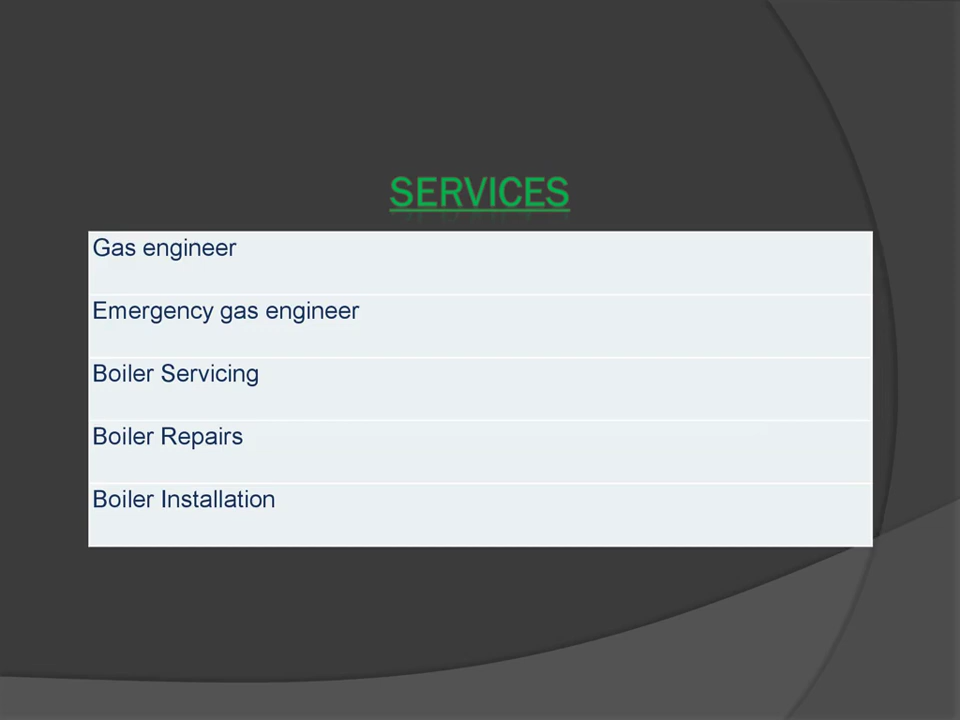 SERVICES
Gas engineer
Emergency gas engineer
Boiler Servicing
Boiler Repairs
Boiler Installation